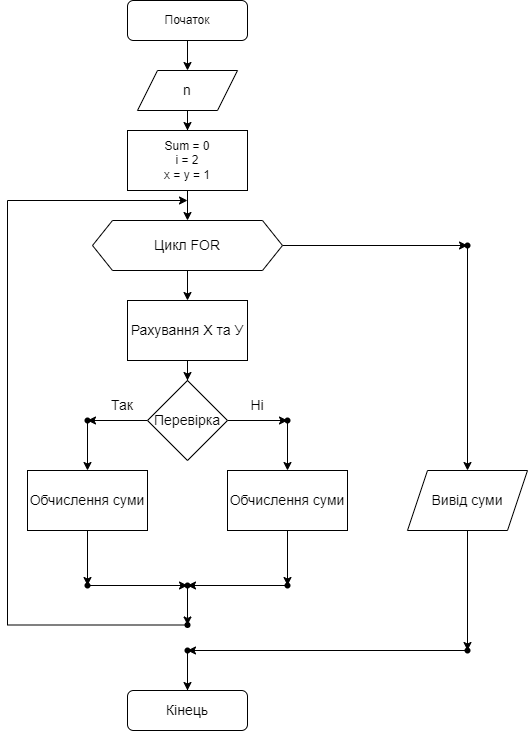 Початок
n
Sum = 0
i = 2
x = y = 1
Цикл FOR
Рахування X та У
Перевірка
Так
Ні
Обчислення суми
Обчислення суми
Вивід суми
Кінець